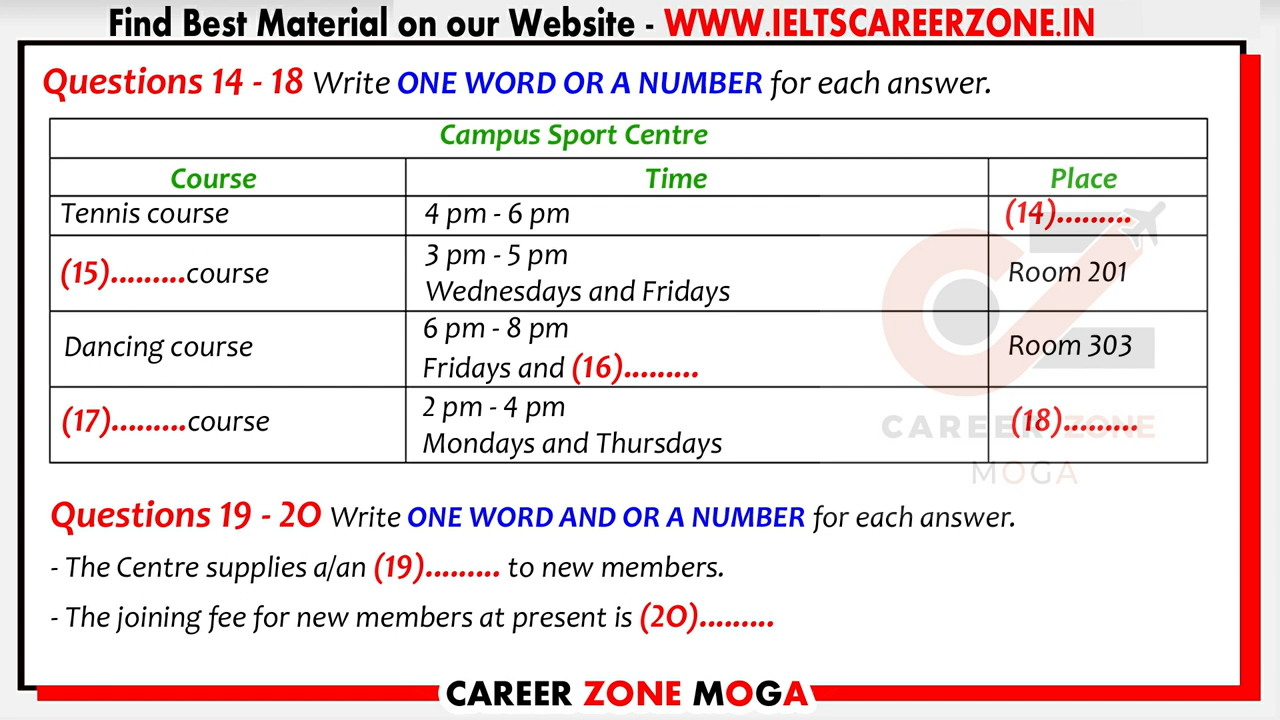 Find Best Material on our Website - WWW.IELTSCAREERZONE.IN
Questions 14 - 18 Write ONE WORD OR A NUMBER for each answer.
Campus Sport Centre
Course Time Place
Tennis course 4 pm - 6 pm (14).........
(15).........course 3 pm - 5 pm
Wednesdays and Fridays Room 201
Dancing course 6 pm - 8 pm
Fridays and (16)......... Room 303
(17).........course 2 pm - 4 pm
Mondays and Thursdays (18).........
CAREER ZONE
MOGA
Questions 19 - 20 Write ONE WORD AND OR A NUMBER for each answer.
- The Centre supplies a/an (19)......... to new members.
- The joining fee for new members at present is (20).........
CAREER ZONE MOGA